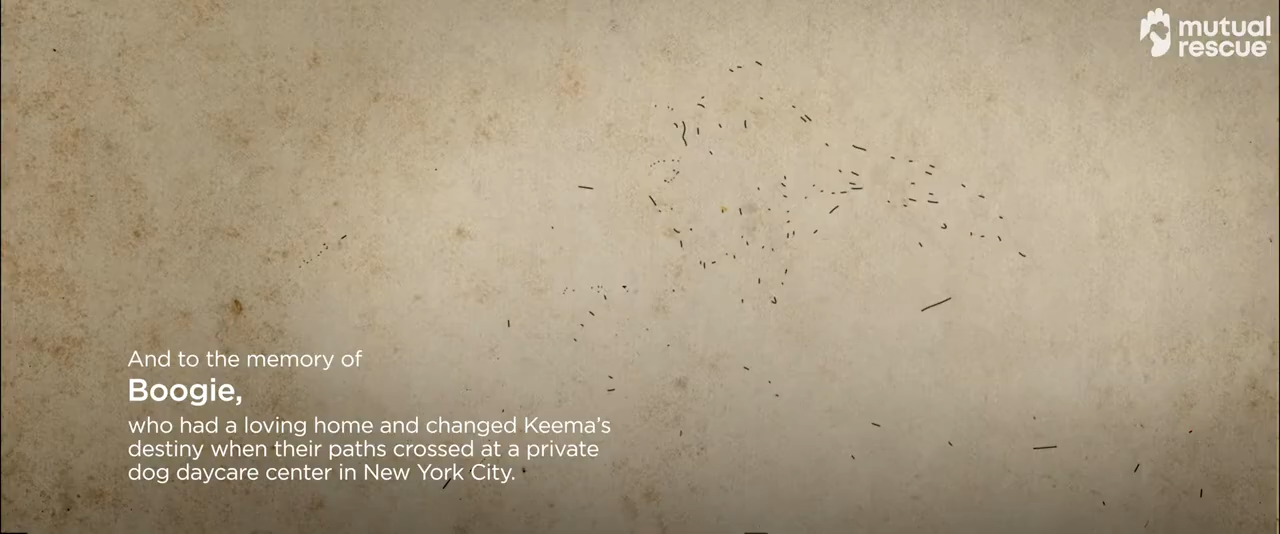 mutual
rescue™
And to the memory of
Boogie,
who had a loving home and changed Keema's
destiny when their paths crossed at a private
dog daycare center in New York City.